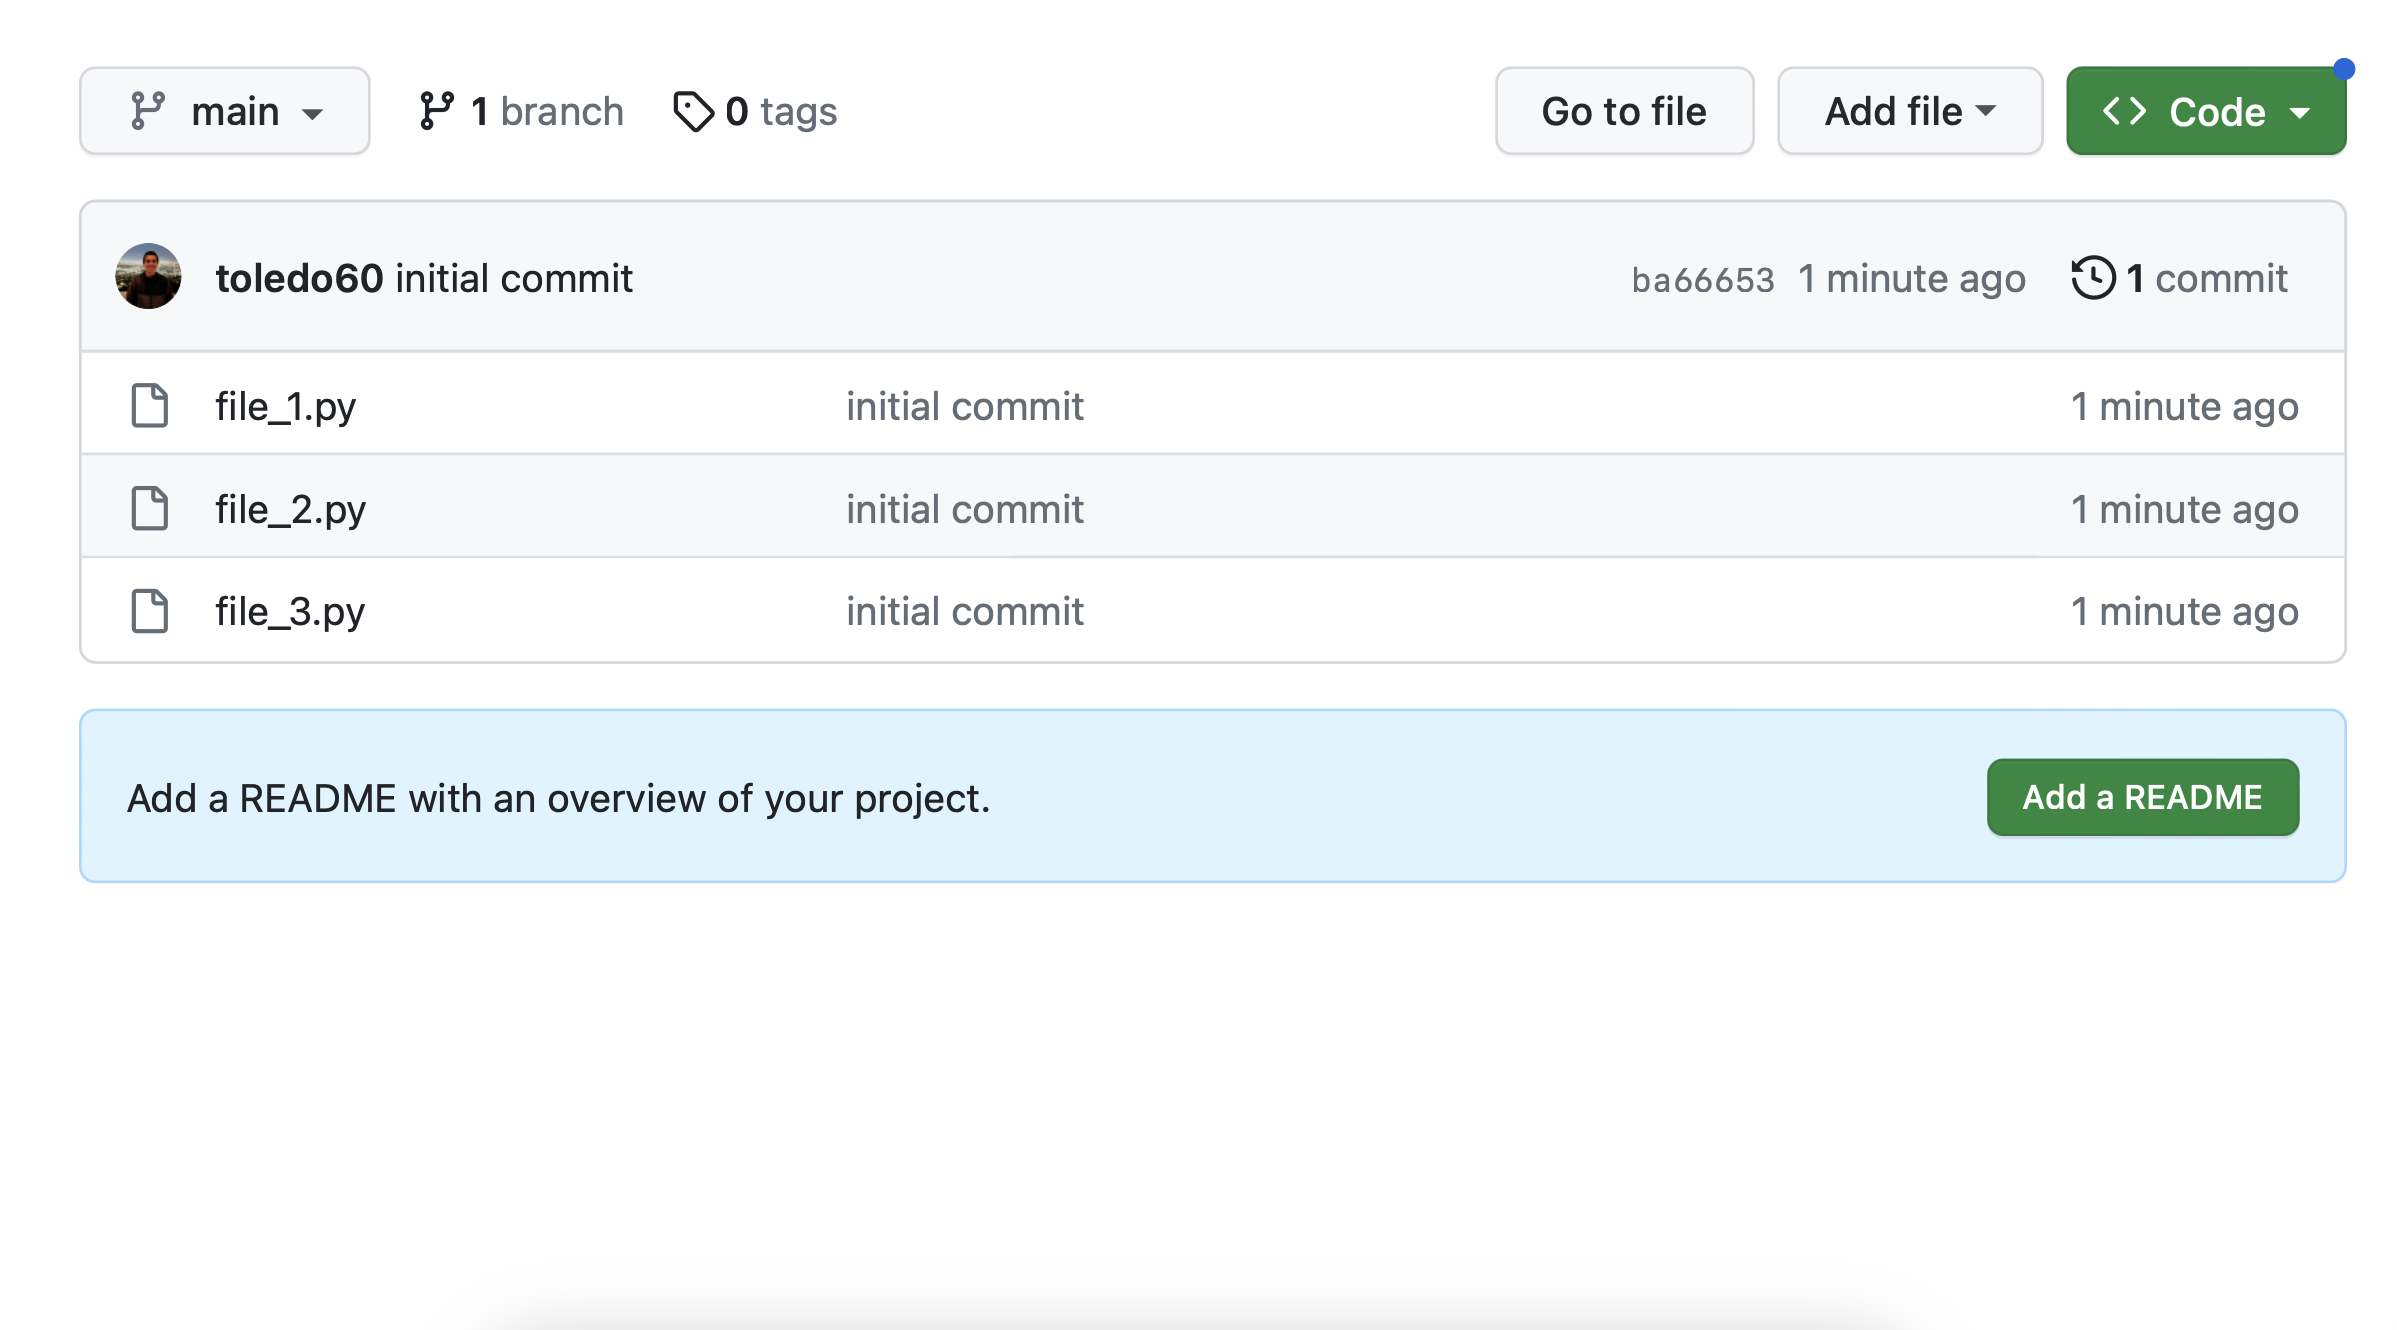 main 1 branch 0 tags Go to file Add file Code
toledo60 initial commit ba66653 1 minute ago 1 commit
file_1.py initial commit 1 minute ago
file_2.py initial commit 1 minute ago
file_3.py initial commit 1 minute ago
Add a README with an overview of your project. Add a README